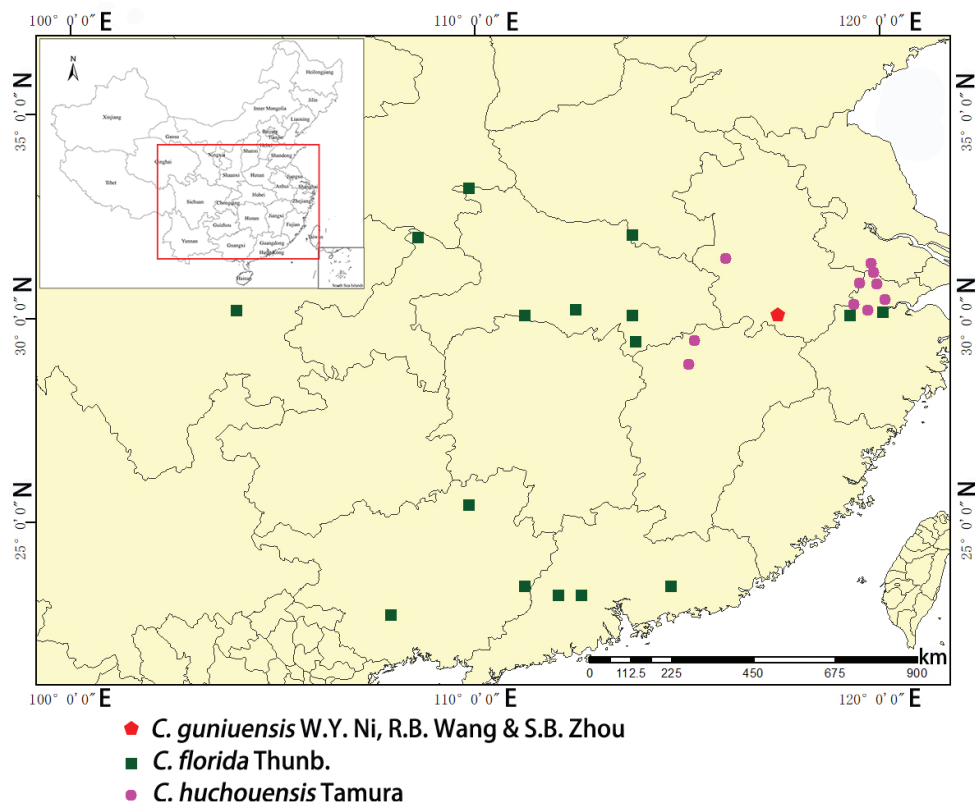 100° 0'0"E 110° 0'0"E 120° 0'0"E
35° 0'0" N
30° 0'0" N
25° 0'0" N
35° 0'0" N
30° 0'0" N
25° 0'0" N
N
Heilongjiang
Jilin
Liaoning
Inner Mongolia
Xinjiang
Gansu
Beijing
Tianjin
Hebei
Shanxi
Shandong
Ningxia
Qinghai
Shaanxi
Henan
Jiangsu
Anhui
Shanghai
Tibet
Sichuan
Chongqing
Hubei
Zhejiang
Hunan
Jiangxi
Guizhou
Fujian
Yunnan
Guangxi
Guangdong
Taiwan
Hong Kong
Hainan
South Sea Islands
km
0 112.5 225 450 675 900
100° 0'0"E 110° 0'0"E 120° 0'0"E
C. guniuensis W.Y. Ni, R.B. Wang & S.B. Zhou
C. florida Thunb.
C. huchouensis Tamura